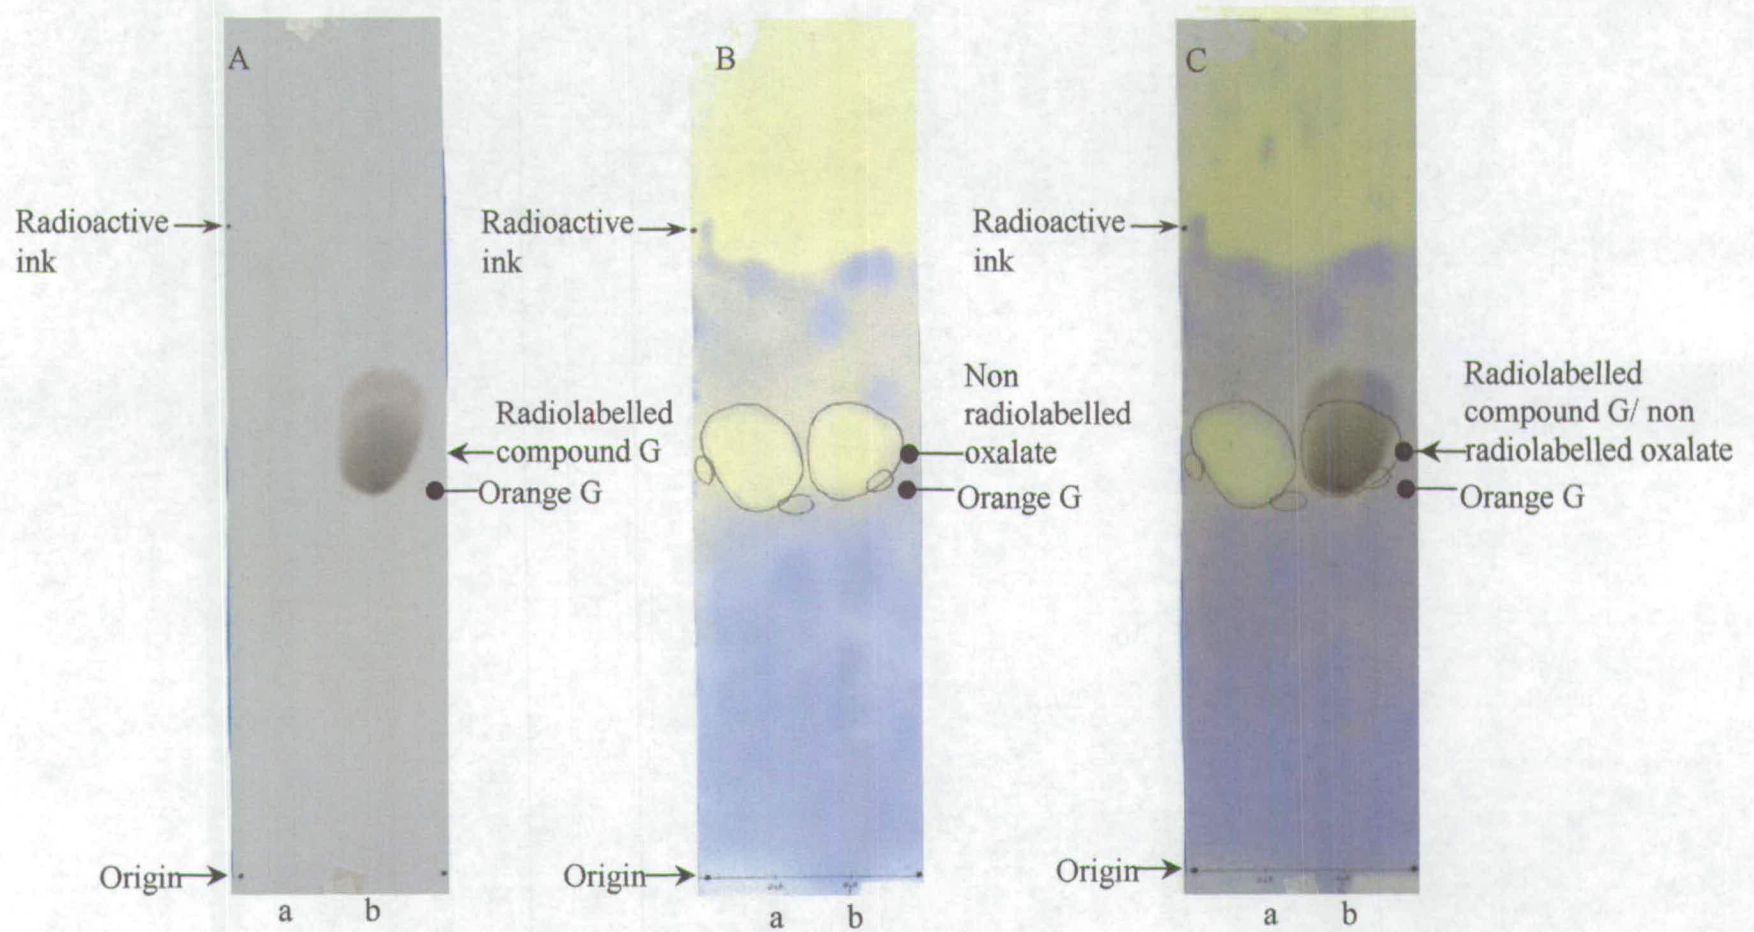 A
Radioactive
ink
Radiolabelled
compound G
Orange G
Origin
a b
B
Radioactive
ink
Non
radiolabelled
oxalate
Orange G
Origin
a b
C
Radioactive
ink
Radiolabelled
compound G/ non
radiolabelled oxalate
Orange G
Origin
a b